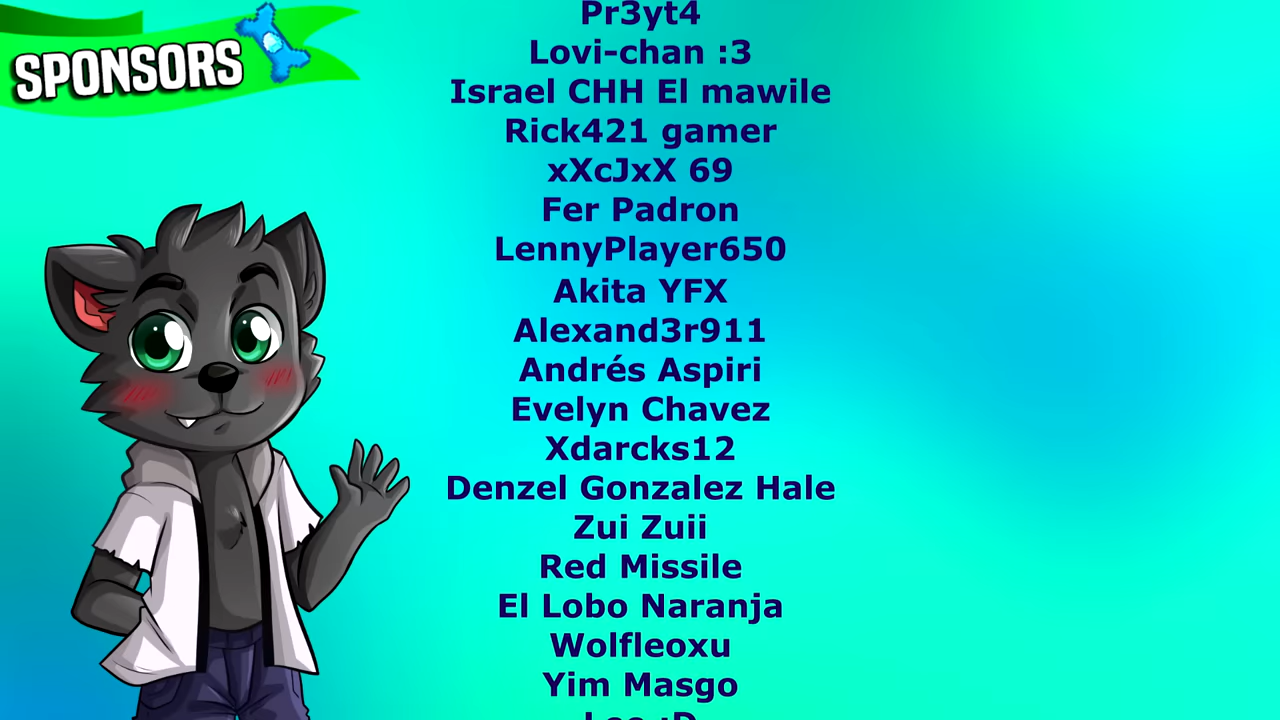 SPONSORS
Pr3yt4
Lovi-chan :3
Israel CHH El mawile
Rick421 gamer
xXcJxX 69
Fer Padron
LennyPlayer650
Akita YFX
Alexand3r911
Andrés Aspiri
Evelyn Chavez
Xdarcks12
Denzel Gonzalez Hale
Zui Zuii
Red Missile
El Lobo Naranja
Wolfleoxu
Yim Masgo